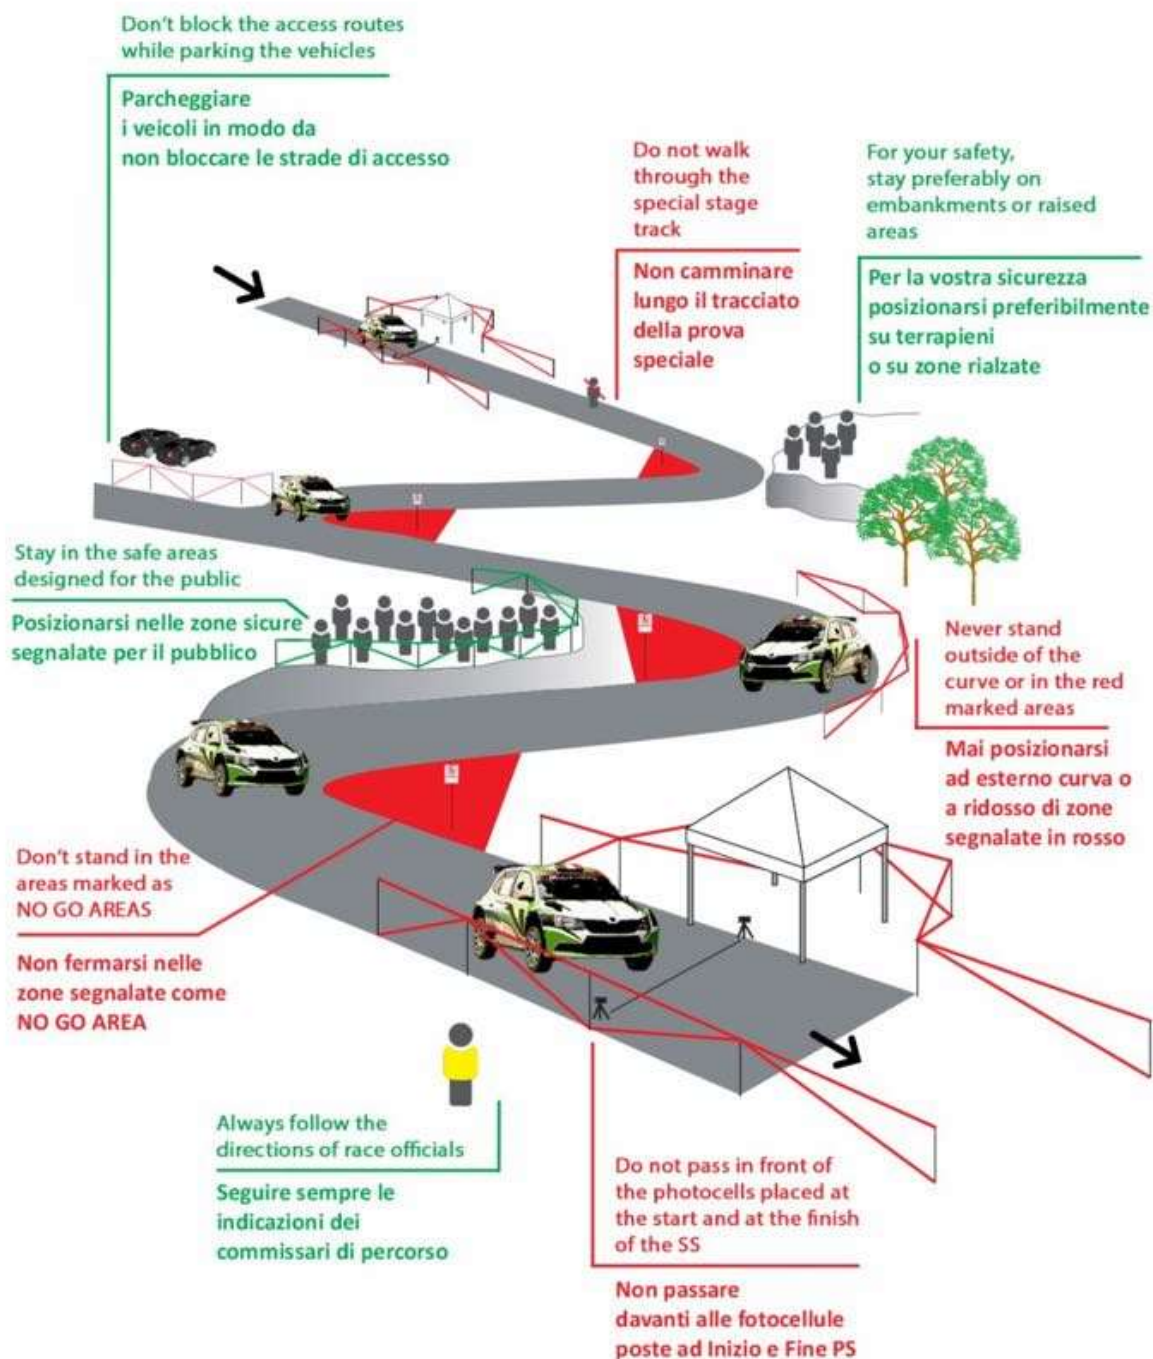 Don't block the access routes
while parking the vehicles
Parcheggiare
i veicoli in modo da
non bloccare le strade di accesso
Do not walk
through the
special stage
track
Non camminare
lungo il tracciato
della prova
speciale
For your safety,
stay preferably on
embankments or raised
areas
Per la vostra sicurezza
posizionarsi preferibilmente
su terrapieni
o su zone rialzate
Stay in the safe areas
designed for the public
Posizionarsi nelle zone sicure
segnalate per il pubblico
Never stand
outside of the
curve or in the red
marked areas
Mai posizionarsi
ad esterno curva o
a ridosso di zone
segnalate in rosso
Don't stand in the
areas marked as
NO GO AREAS
Non fermarsi nelle
zone segnalate come
NO GO AREA
Always follow the
directions of race officials
Seguire sempre le
indicazioni dei
commissari di percorso
Do not pass in front of
the photocells placed at
the start and at the finish
of the SS
Non passare
davanti alle fotocellule
poste ad Inizio e Fine PS